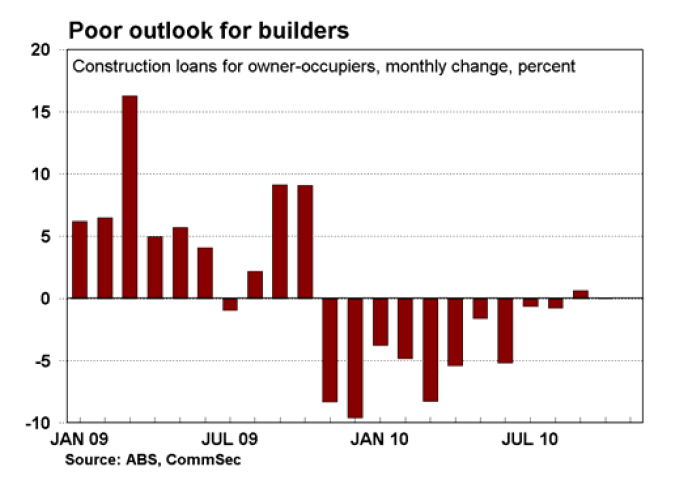 Poor outlook for builders
Construction loans for owner-occupiers, monthly change, percent
20
15
10
5
0
-5
-10
JAN 09 JUL 09 JAN 10 JUL 10
Source: ABS, CommSec